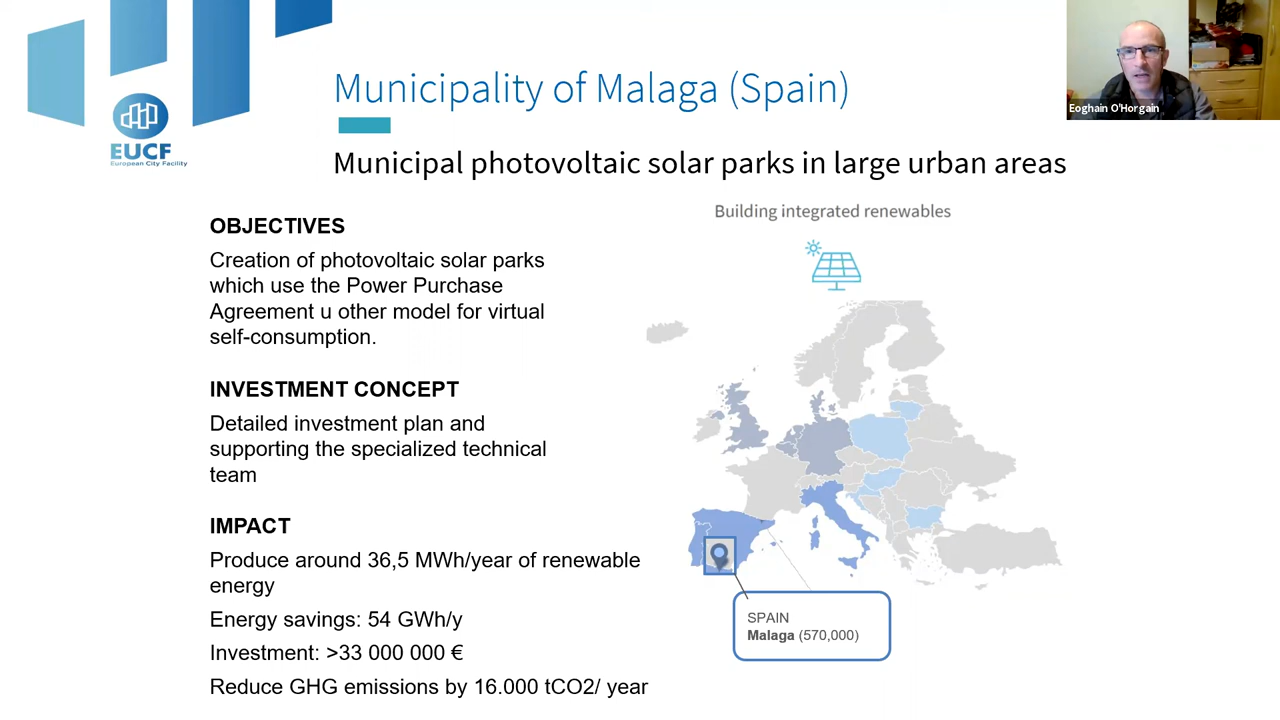 Municipality of Malaga (Spain)
Eoghain O'Horgain
EUCF
European City Facility
Municipal photovoltaic solar parks in large urban areas
OBJECTIVES
Creation of photovoltaic solar parks
which use the Power Purchase
Agreement u other model for virtual
self-consumption.
INVESTMENT CONCEPT
Detailed investment plan and
supporting the specialized technical
team
IMPACT
Produce around 36,5 MWh/year of renewable
energy
Energy savings: 54 GWh/y
Investment: >33 000 000 €
Reduce GHG emissions by 16.000 tCO2/ year
Building integrated renewables
SPAIN
Malaga (570,000)